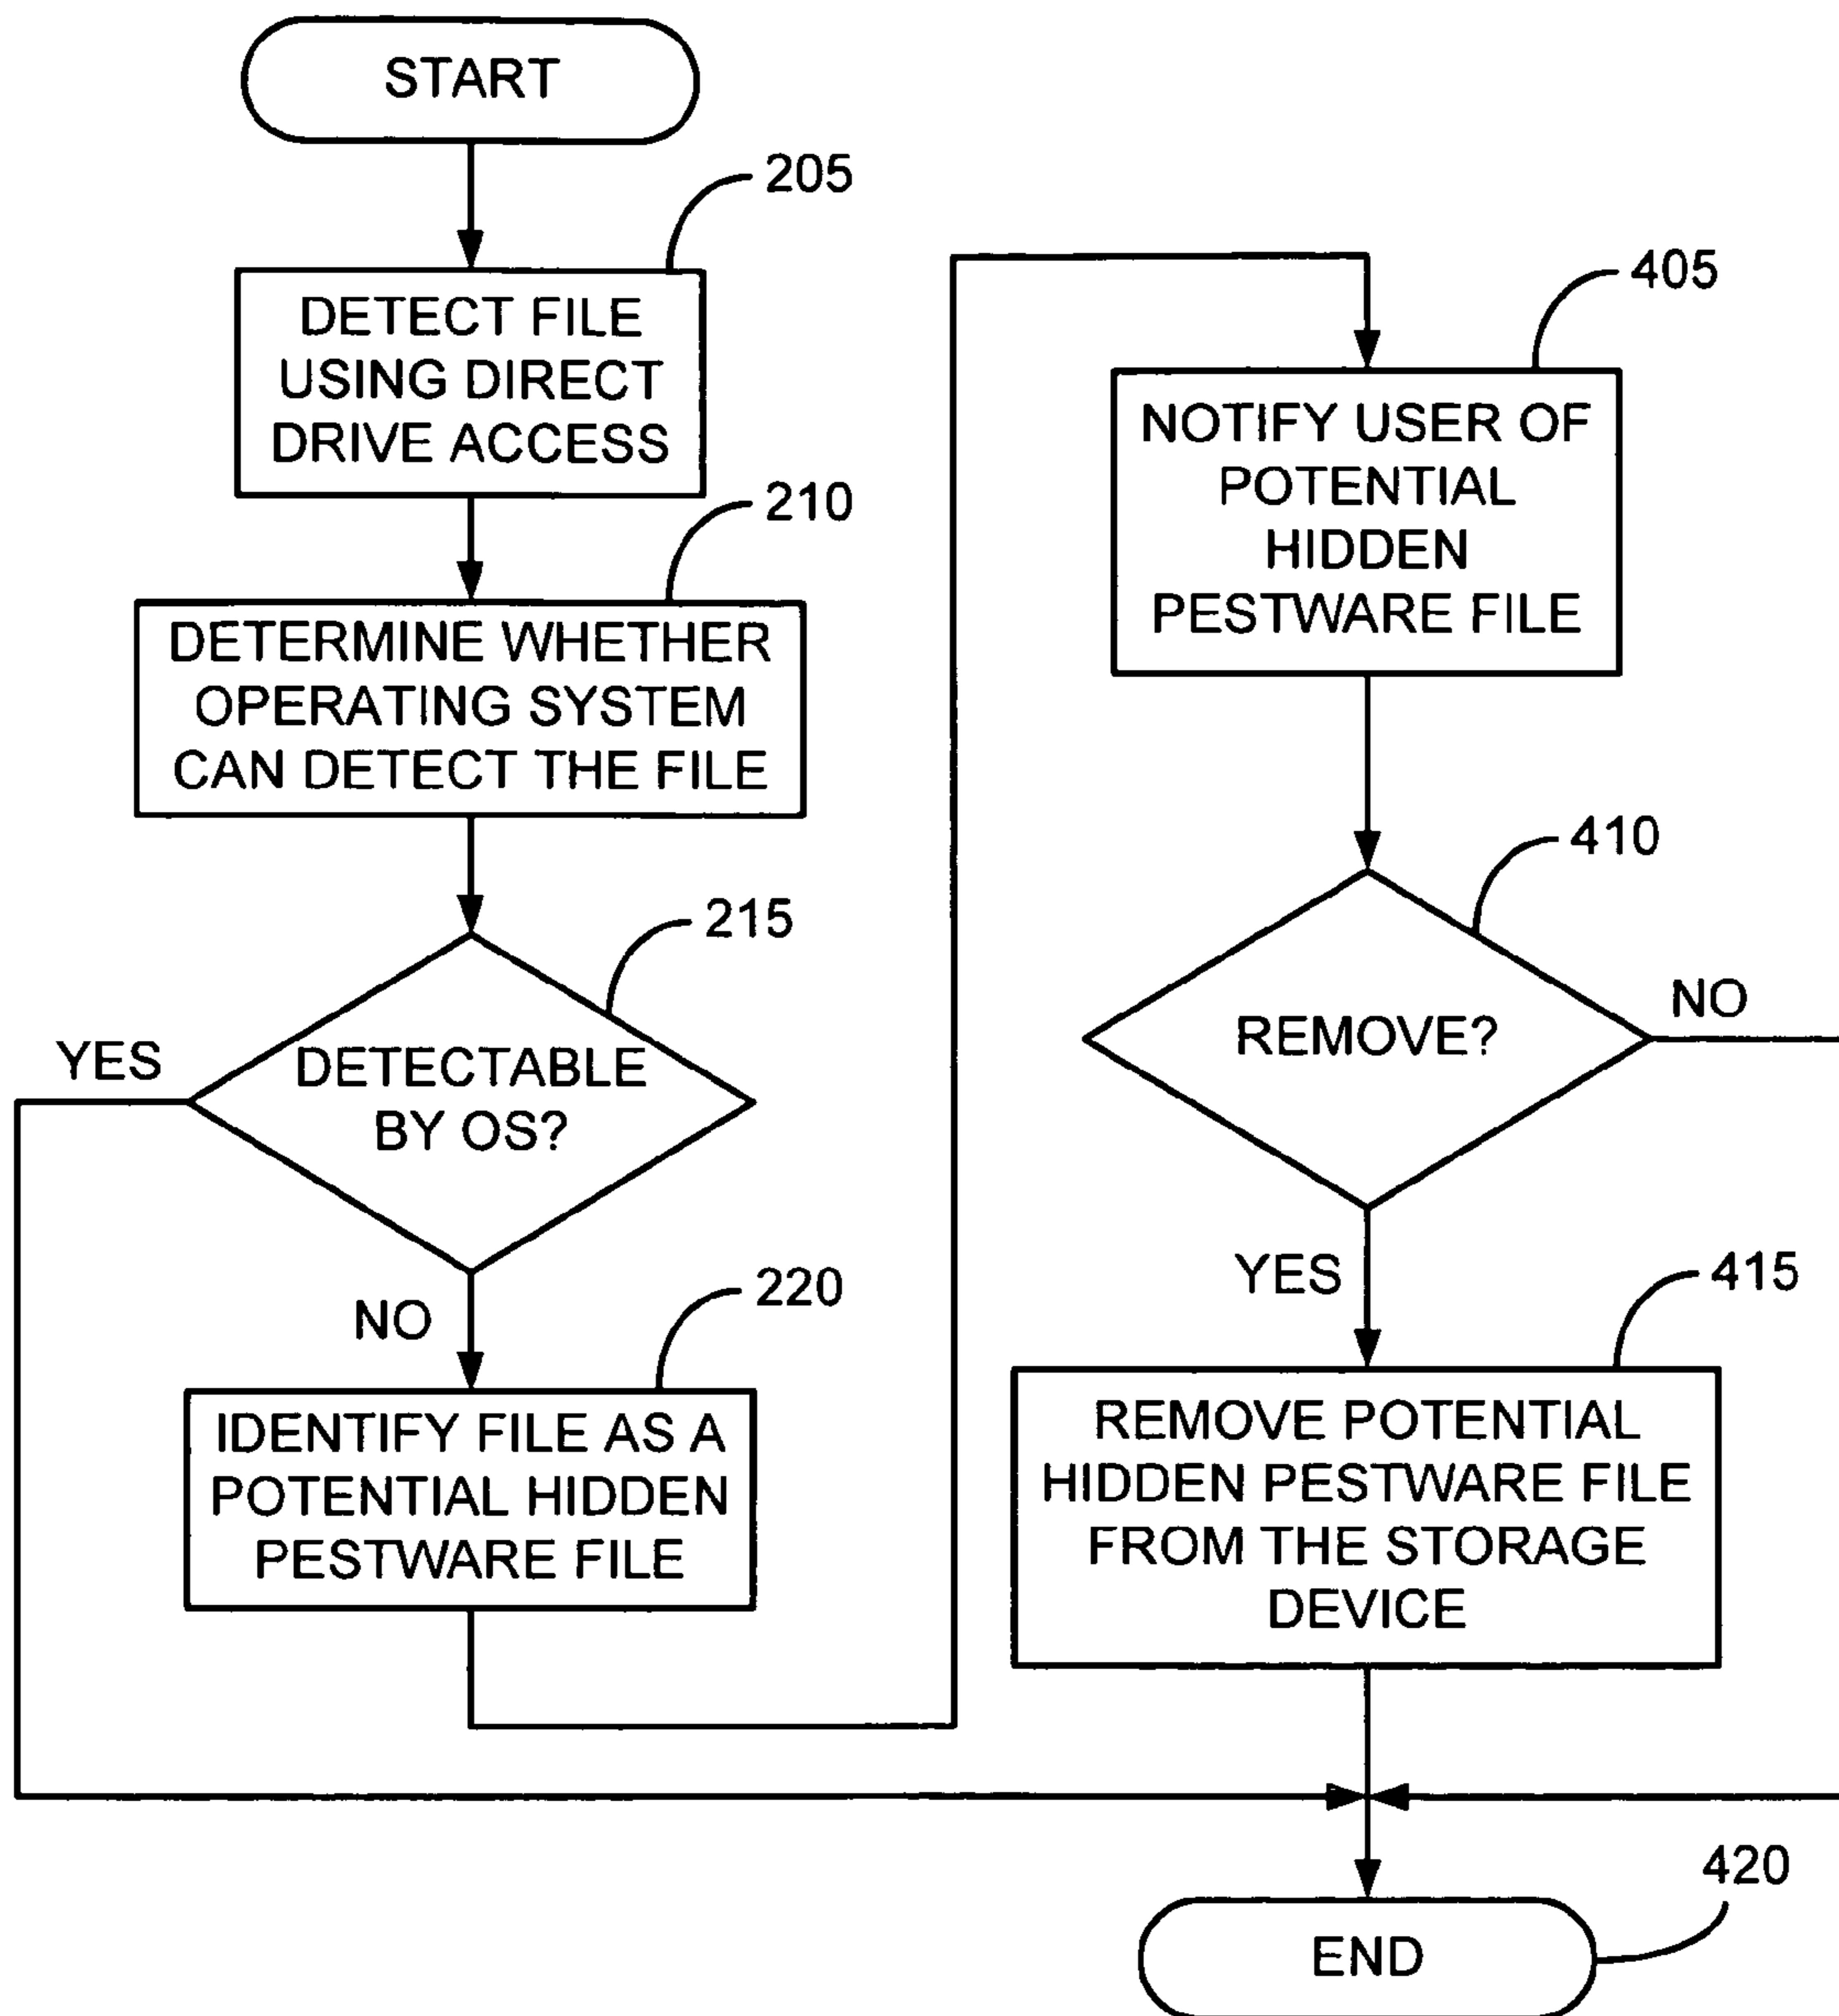 START
205
DETECT FILE
USING DIRECT
DRIVE ACCESS
210
DETERMINE WHETHER
OPERATING SYSTEM
CAN DETECT THE FILE
215
YES
DETECTABLE
BY OS?
NO
220
IDENTIFY FILE AS A
POTENTIAL HIDDEN
PESTWARE FILE
405
NOTIFY USER OF
POTENTIAL
HIDDEN
PESTWARE FILE
410
NO
REMOVE?
YES
415
REMOVE POTENTIAL
HIDDEN PESTWARE FILE
FROM THE STORAGE
DEVICE
420
END